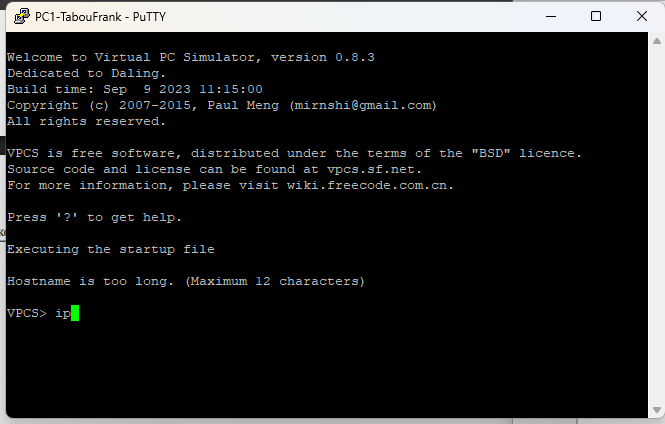 PC1-TabouFrank - PuTTY
Welcome to Virtual PC Simulator, version 0.8.3
Dedicated to Daling.
Build time: Sep  9 2023 11:15:00
Copyright (c) 2007-2015, Paul Meng (mirnshi@gmail.com)
All rights reserved.
VPCS is free software, distributed under the terms of the "BSD" licence.
Source code and license can be found at vpcs.sf.net.
For more information, please visit wiki.freecode.com.cn.
Press '?' to get help.
Executing the startup file
Hostname is too long. (Maximum 12 characters)
VPCS> ip